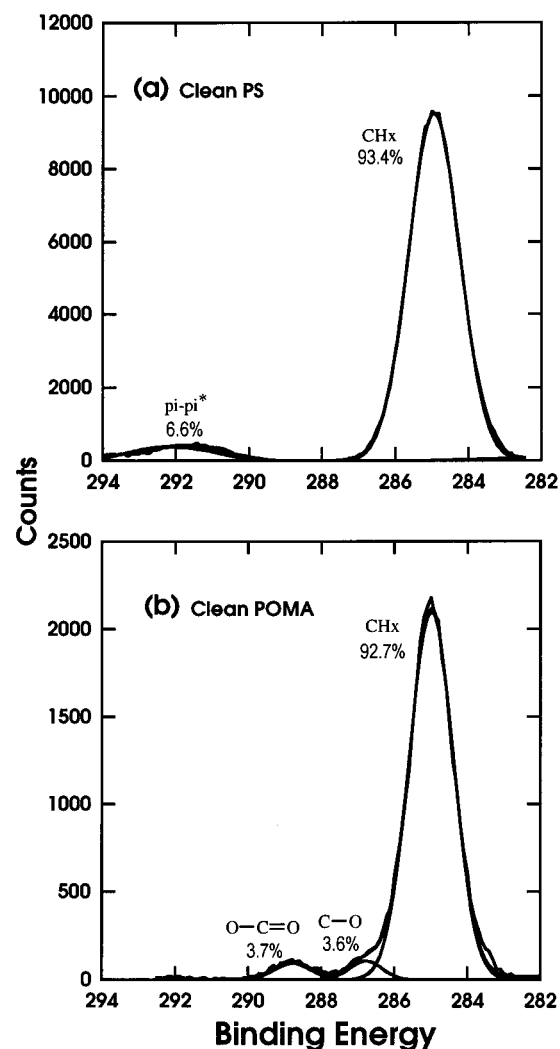 12000
(a) Clean PS
10000
CHx
93.4%
8000
6000
4000
pi-pi*
2000
6.6%
0
294 292 290 288 286 284 282
Counts
2500
(b) Clean POMA
CHx
2000
92.7%
1500
1000
500
O—C=O C—O
3.7% 3.6%
0
294 292 290 288 286 284 282
Binding Energy